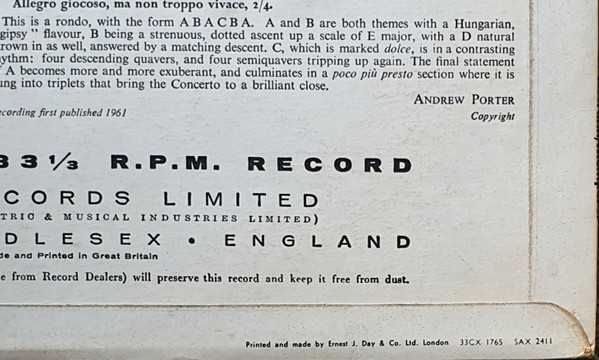 Allegro giocoso, ma non troppo vivace, 2/4.
This is a rondo, with the form A B A C B A. A and B are both themes with a Hungarian,
gipsy" flavour, B being a strenuous, dotted ascent up a scale of E major, with a D natural
rown in as well, answered by a matching descent. C, which is marked dolce, is in a contrasting
ythm: four descending quavers, and four semiquavers tripping up again. The final statement
f A becomes more and more exuberant, and culminates in a poco più presto section where it is
ung into triplets that bring the Concerto to a brilliant close.
ANDREW PORTER
ecording first published 1961
Copyright
33 1/3 R.P.M. RECORD
CORDS LIMITED
TRIC & MUSICAL INDUSTRIES LIMITED)
DLESEX • ENGLAND
de and Printed in Great Britain
e from Record Dealers) will preserve this record and keep it free from dust.
Printed and made by Ernest J. Day & Co. Ltd. London 33CX 1765 SAX 2411